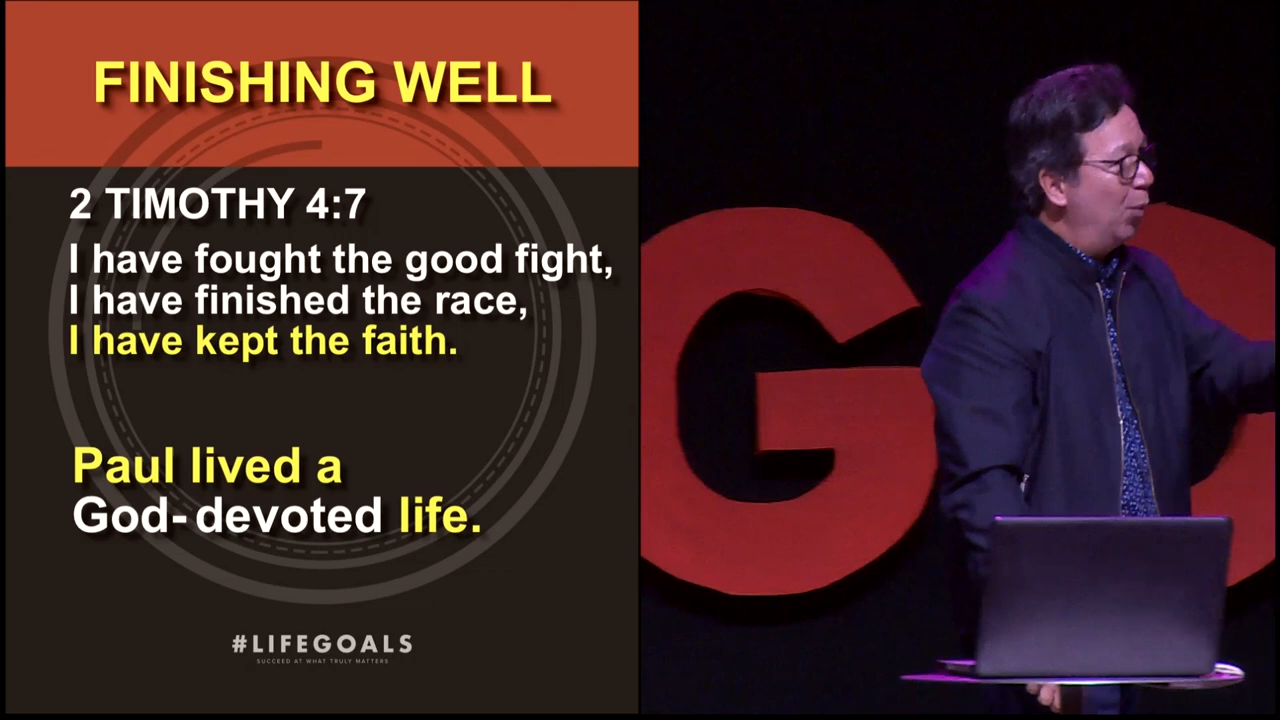 FINISHING WELL
2 TIMOTHY 4:7
I have fought the good fight,
I have finished the race,
I have kept the faith.
Paul lived a
God-devoted life.
#LIFEGOALS
SUCCEED AT WHAT TRULY MATTERS
G